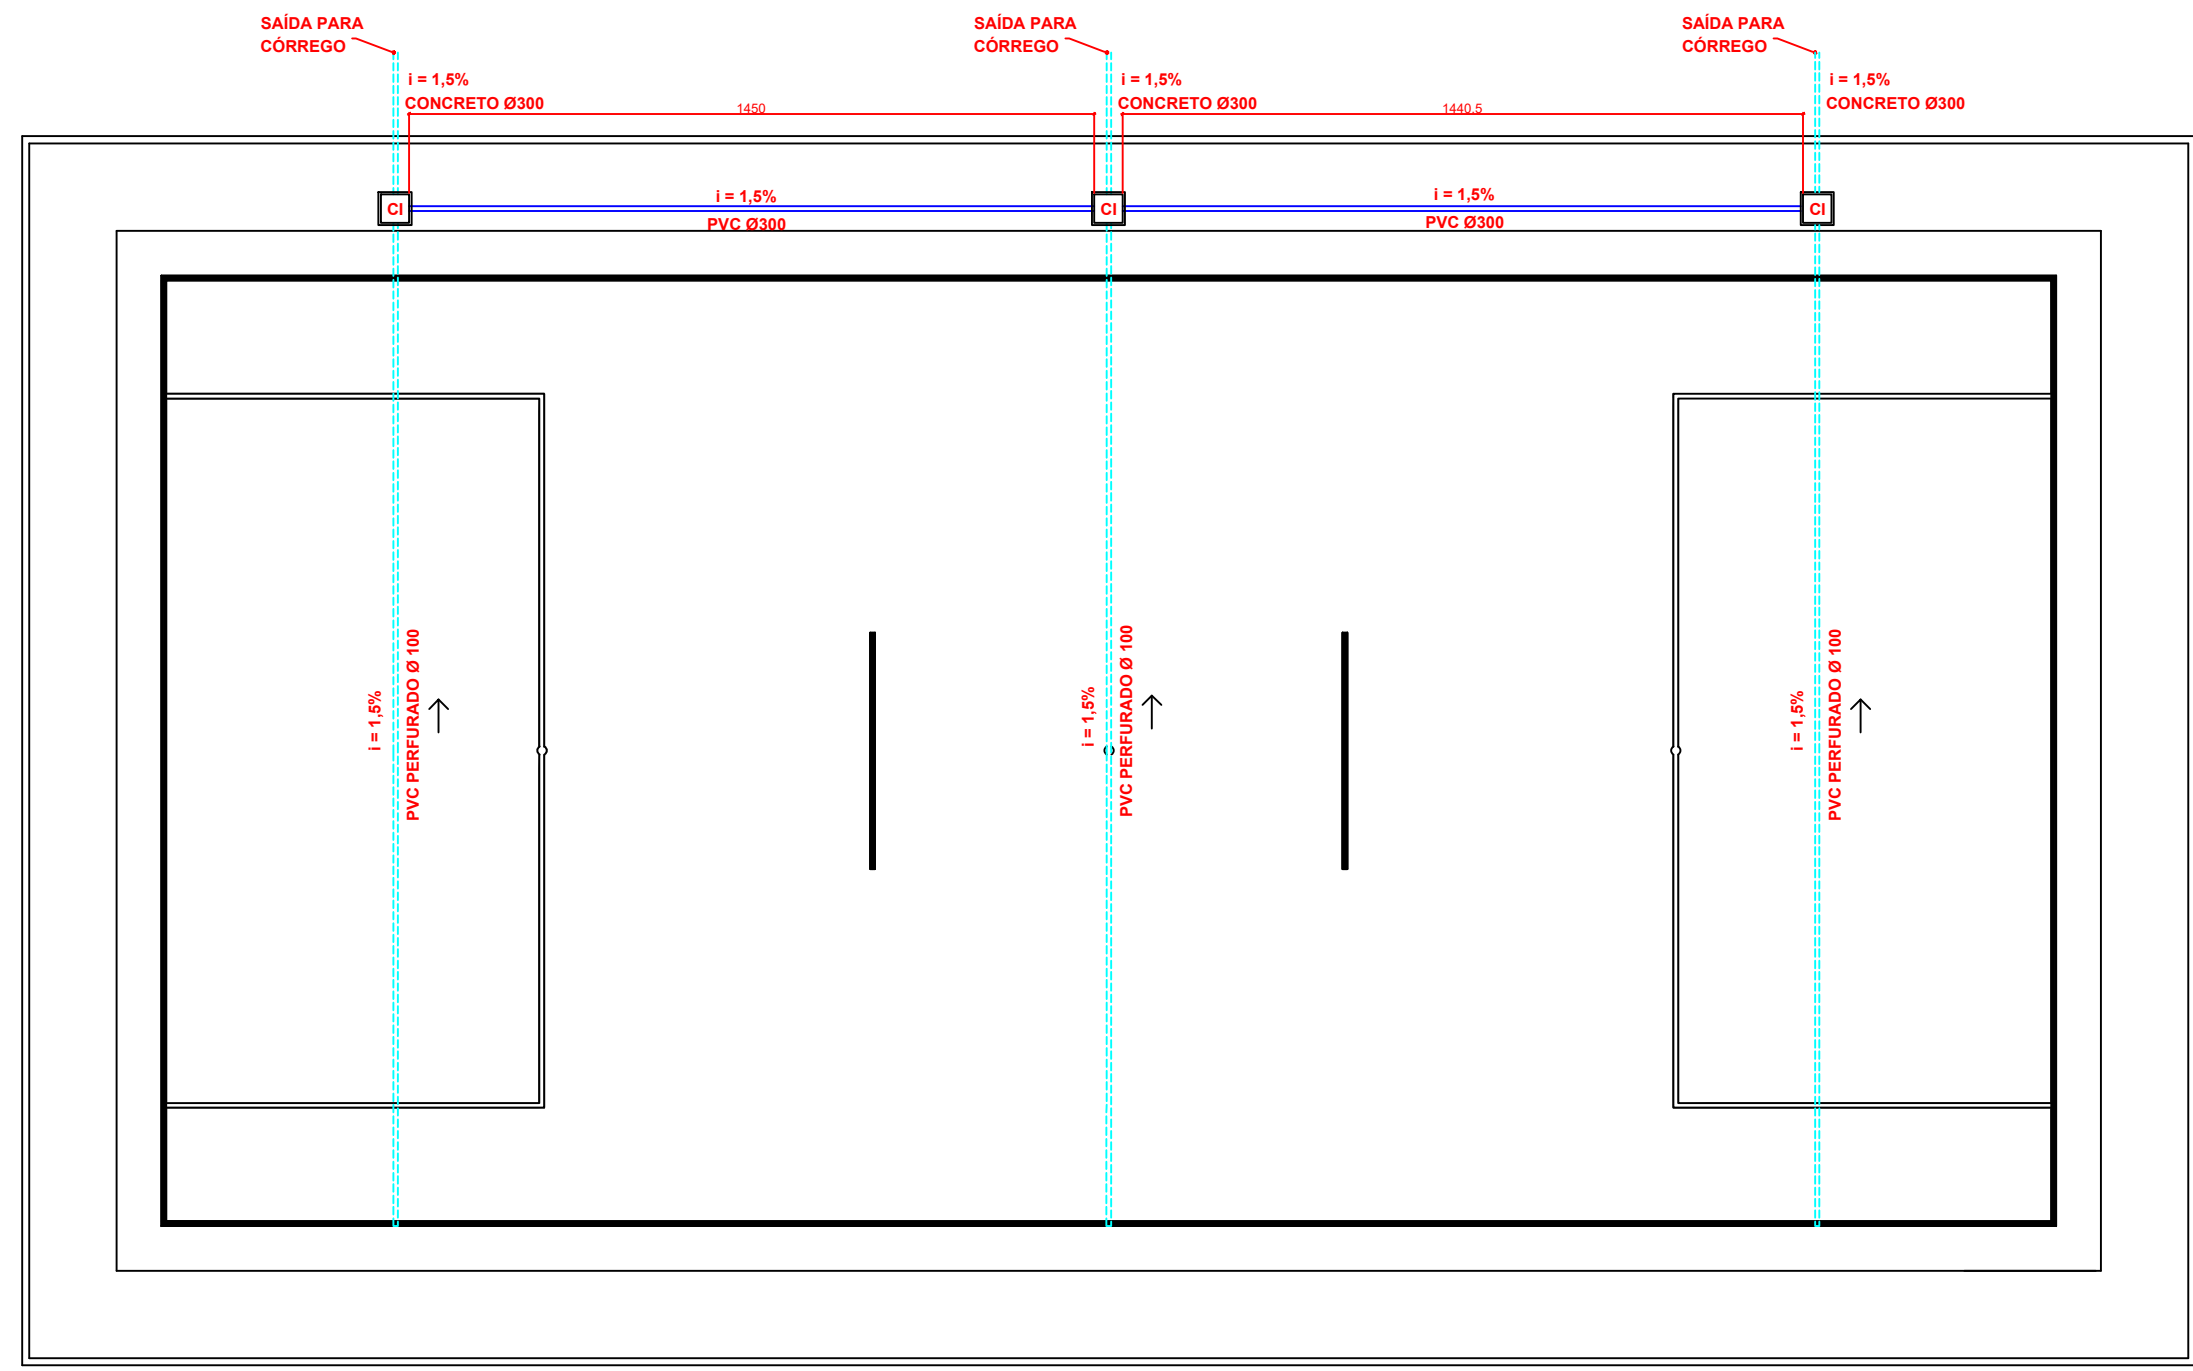 SAÍDA PARA
CÓRREGO
SAÍDA PARA
CÓRREGO
SAÍDA PARA
CÓRREGO
i = 1,5%
CONCRETO Ø300
i = 1,5%
CONCRETO Ø300
i = 1,5%
CONCRETO Ø300
1450
1440.5
i = 1,5%
PVC Ø300
i = 1,5%
PVC Ø300
CI
CI
CI
i = 1,5%
PVC PERFURADO Ø 100
i = 1,5%
PVC PERFURADO Ø 100
i = 1,5%
PVC PERFURADO Ø 100